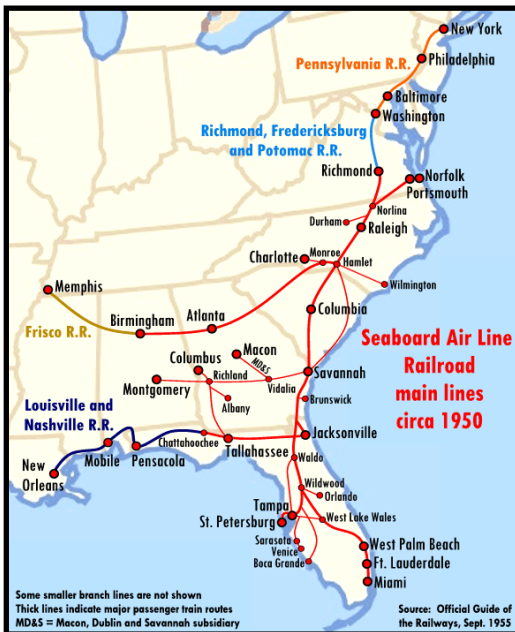 New York
Pennsylvania R.R.
Philadelphia
Baltimore
Washington
Richmond, Fredericksburg
and Potomac R.R.
Richmond
Norfolk
Portsmouth
Norlina
Durham
Raleigh
Charlotte
Monroe
Hamlet
Wilmington
Memphis
Frisco R.R.
Birmingham
Atlanta
Columbia
Seaboard Air Line
Railroad
main lines
circa 1950
Columbus
Macon
MD&S
Savannah
Montgomery
Richland
Vidalia
Albany
Brunswick
Louisville and
Nashville R.R.
Chattahoochee
Jacksonville
New
Orleans
Mobile
Pensacola
Tallahassee
Waldo
Wildwood
Orlando
Tampa
St. Petersburg
West Lake Wales
Sarasota
Venice
Boca Grande
West Palm Beach
Ft. Lauderdale
Miami
Some smaller branch lines are not shown
Thick lines indicate major passenger train routes
MD&S = Macon, Dublin and Savannah subsidiary
Source: Official Guide of
the Railways, Sept. 1955